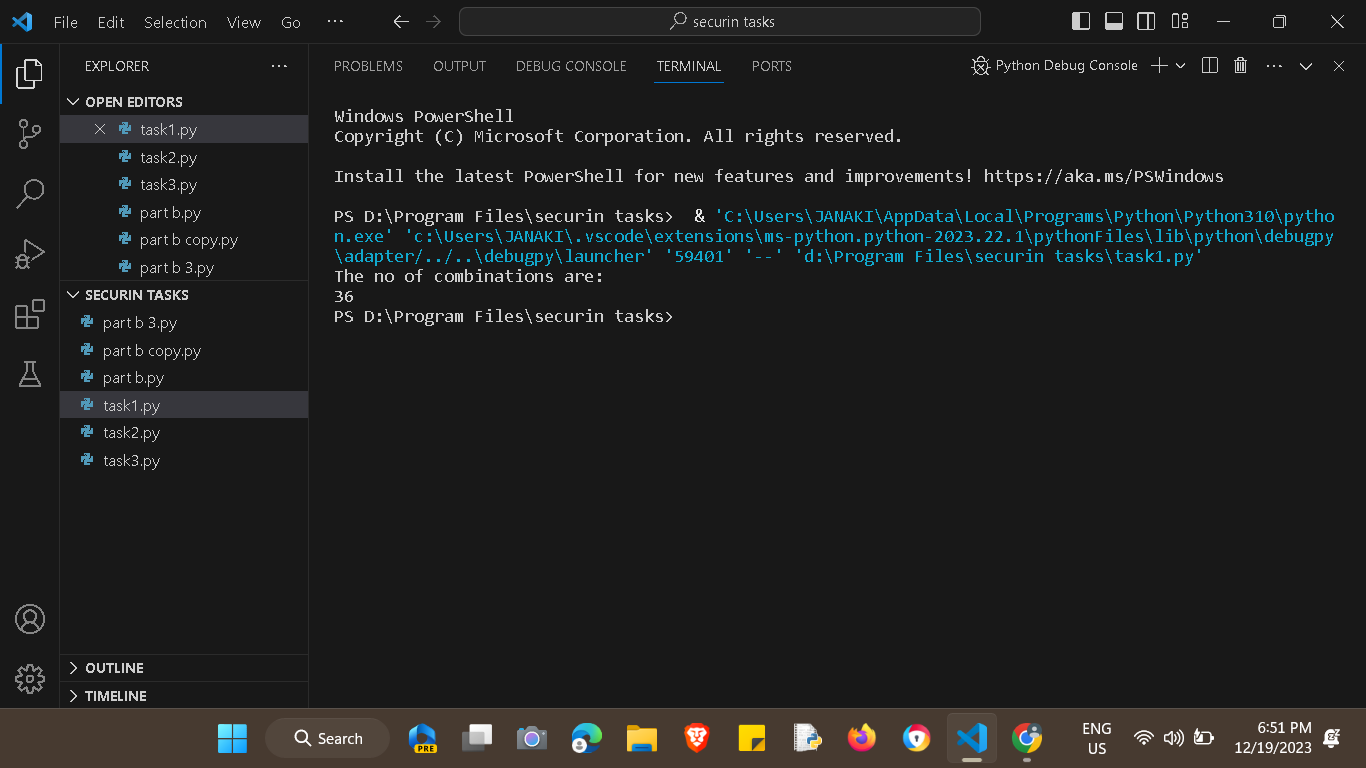 File Edit Selection View Go ··· securin tasks
EXPLORER ···
OPEN EDITORS
task1.py
task2.py
task3.py
part b.py
part b copy.py
part b 3.py
SECURIN TASKS
part b 3.py
part b copy.py
part b.py
task1.py
task2.py
task3.py
OUTLINE
TIMELINE
PROBLEMS OUTPUT DEBUG CONSOLE TERMINAL PORTS Python Debug Console
Windows PowerShell
Copyright (C) Microsoft Corporation. All rights reserved.
Install the latest PowerShell for new features and improvements! https://aka.ms/PSWindows
PS D:\Program Files\securin tasks>  & 'C:\Users\JANAKI\AppData\Local\Programs\Python\Python310\pytho
n.exe' 'c:\Users\JANAKI\.vscode\extensions\ms-python.python-2023.22.1\pythonFiles\lib\python\debugpy
\adapter/../..\debugpy\launcher' '59401' '--' 'd:\Program Files\securin tasks\task1.py'
The no of combinations are:
36
PS D:\Program Files\securin tasks>
Search
PRE
ENG
US
6:51 PM
12/19/2023